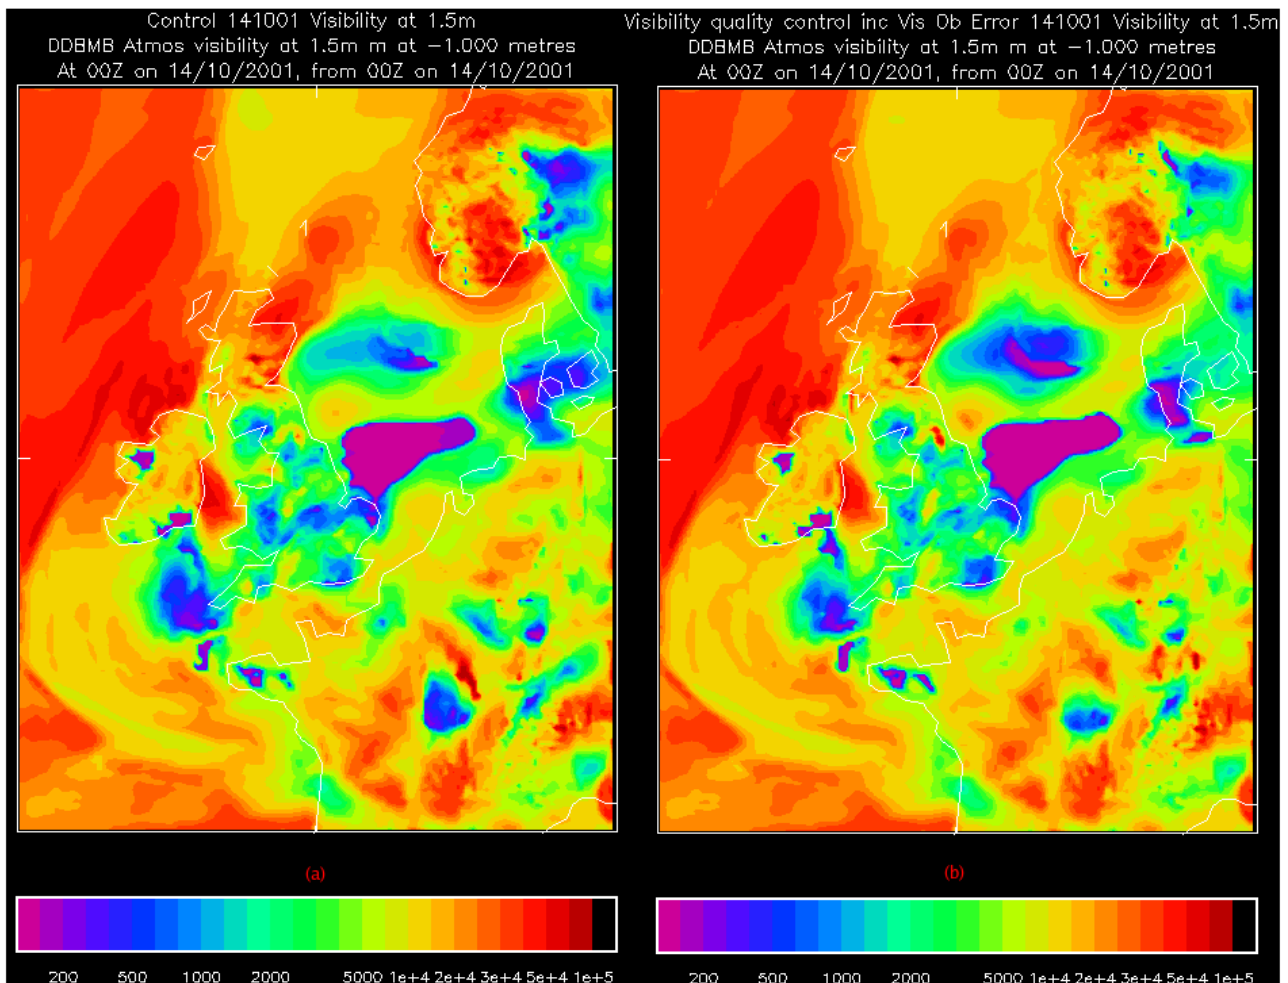 Control 141001 Visibility at 1.5m
DDBMB Atmos visibility at 1.5m m at −1.000 metres
At 00Z on 14/10/2001, from 00Z on 14/10/2001
Visibility quality control inc Vis Ob Error 141001 Visibility at 1.5m
DDBMB Atmos visibility at 1.5m m at −1.000 metres
At 00Z on 14/10/2001, from 00Z on 14/10/2001
(a)
(b)
200 500 1000 2000 5000 1e+4 2e+4 3e+4 5e+4 1e+5
200 500 1000 2000 5000 1e+4 2e+4 3e+4 5e+4 1e+5